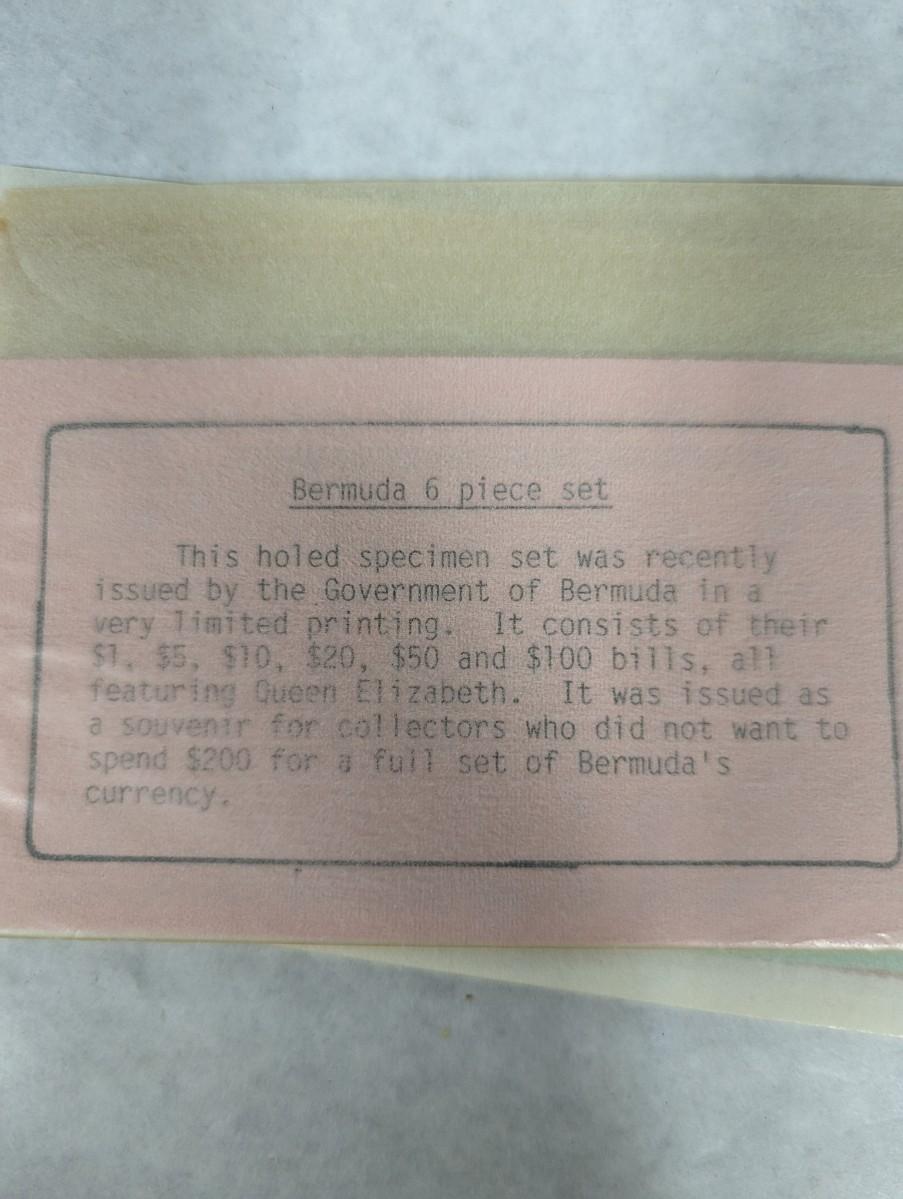 Bermuda 6 piece set
This holed specimen set was recently
issued by the Government of Bermuda in a
very limited printing. It consists of their
$1, $5, $10, $20, $50 and $100 bills, all
featuring Queen Elizabeth. It was issued as
a souvenir for collectors who did not want to
spend $200 for a full set of Bermuda's
currency.